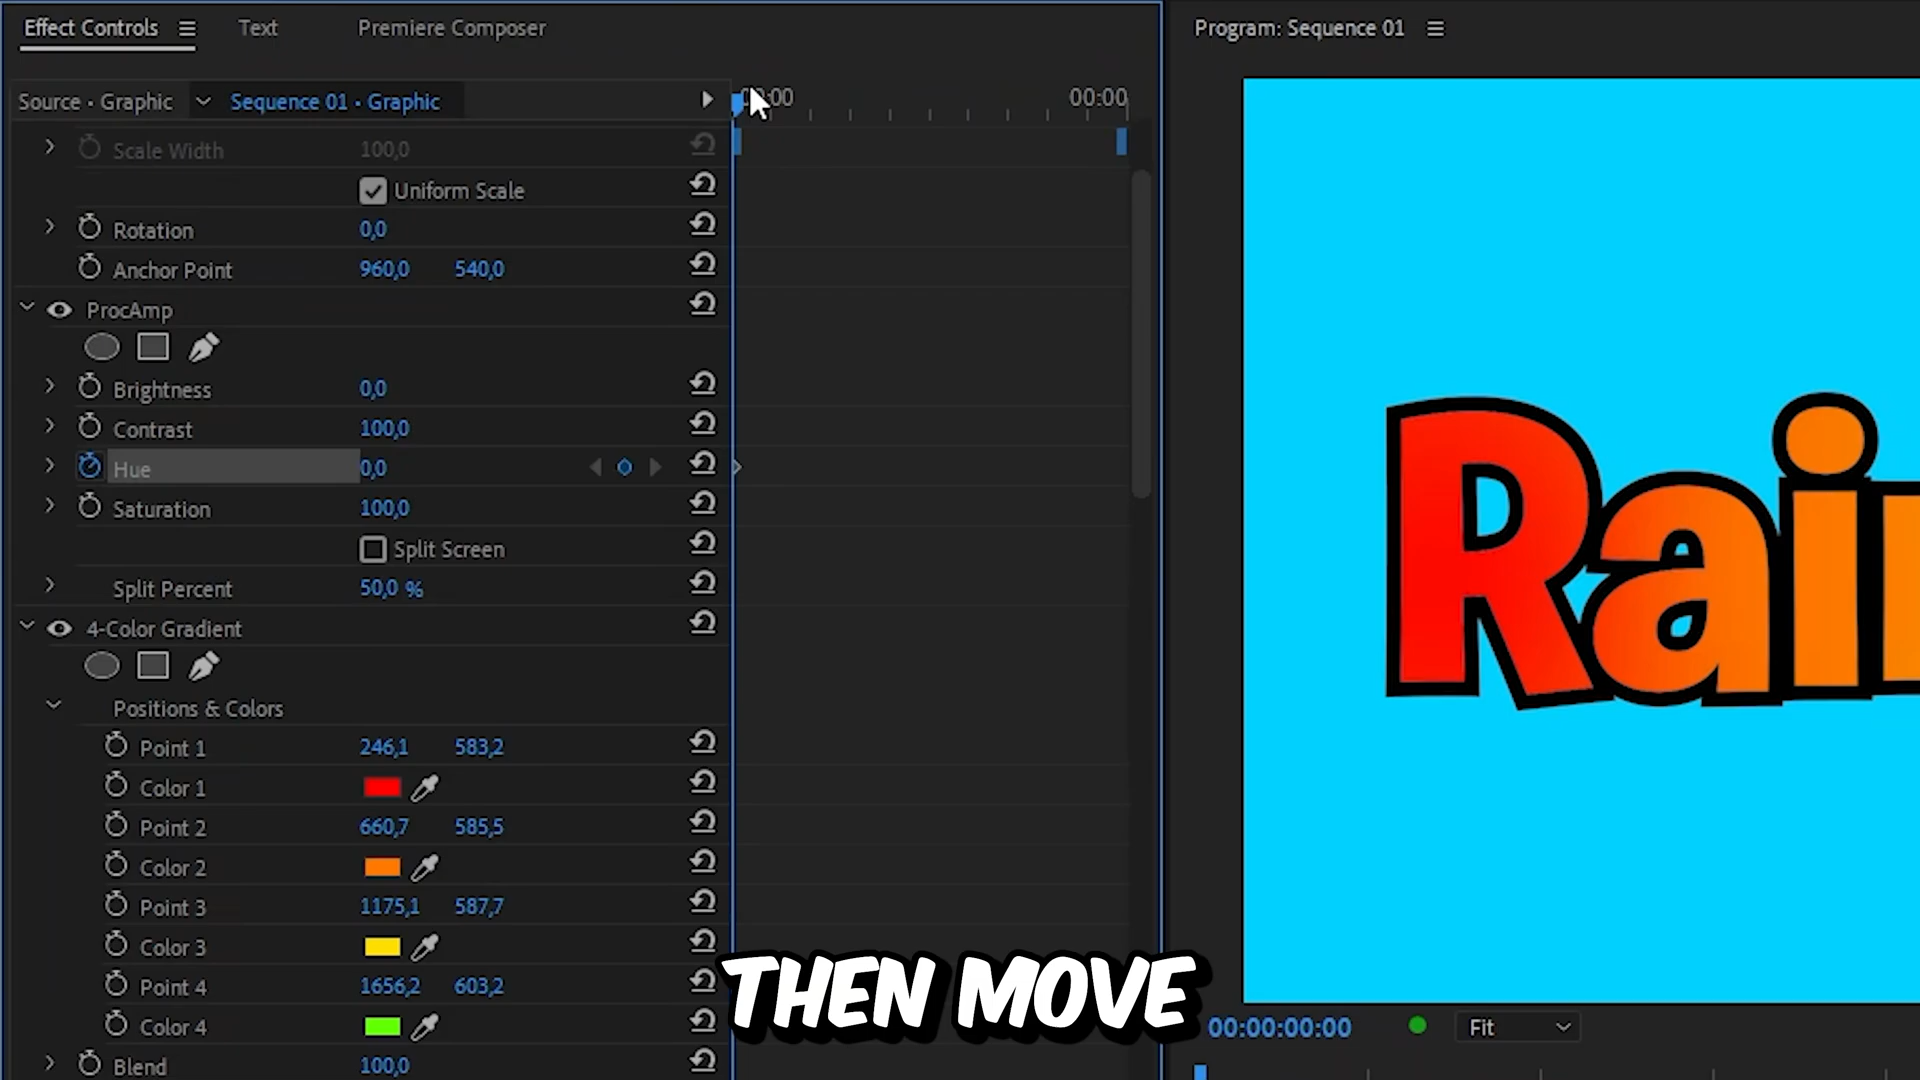 Effect Controls
Text
Premiere Composer
Program: Sequence 01
Source · Graphic
Sequence 01 · Graphic
00:00
Scale Width 100,0
Uniform Scale
Rotation 0,0
Anchor Point 960,0 540,0
ProcAmp
Brightness 0,0
Contrast 100,0
Hue 0,0
Saturation 100,0
Split Screen
Split Percent 50,0 %
4-Color Gradient
Positions & Colors
Point 1 246,1 583,2
Color 1
Point 2 660,7 585,5
Color 2
Point 3 1175,1 587,7
Color 3
Point 4 1656,2 603,2
Color 4
Blend 100,0
Rai
THEN MOVE
00:00:00:00
Fit